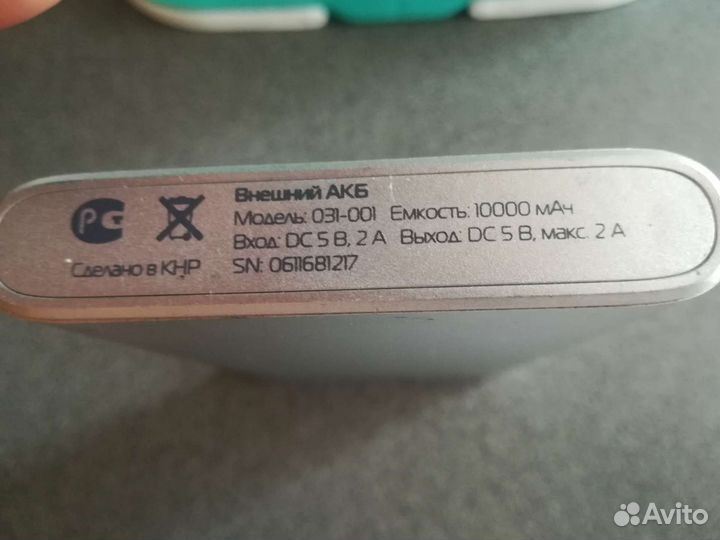 Внешний АКБ
Модель: 031-001 Емкость: 10000 мАч
Вход: DC 5 В, 2 А Выход: DC 5 В, макс. 2 А
Сделано в КНР SN: 0611681217
РСТ
Avito